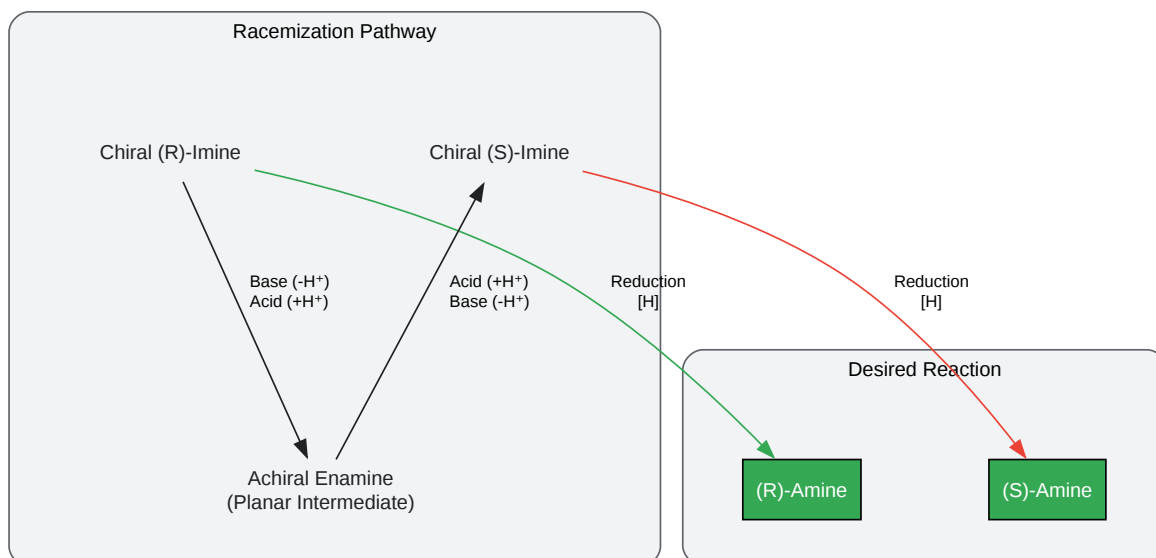 Racemization Pathway
Chiral (R)-Imine
Chiral (S)-Imine
Base (-H⁺)
Acid (+H⁺)
Acid (+H⁺)
Base (-H⁺)
Reduction
[H]
Reduction
[H]
Desired Reaction
Achiral Enamine
(Planar Intermediate)
(R)-Amine
(S)-Amine